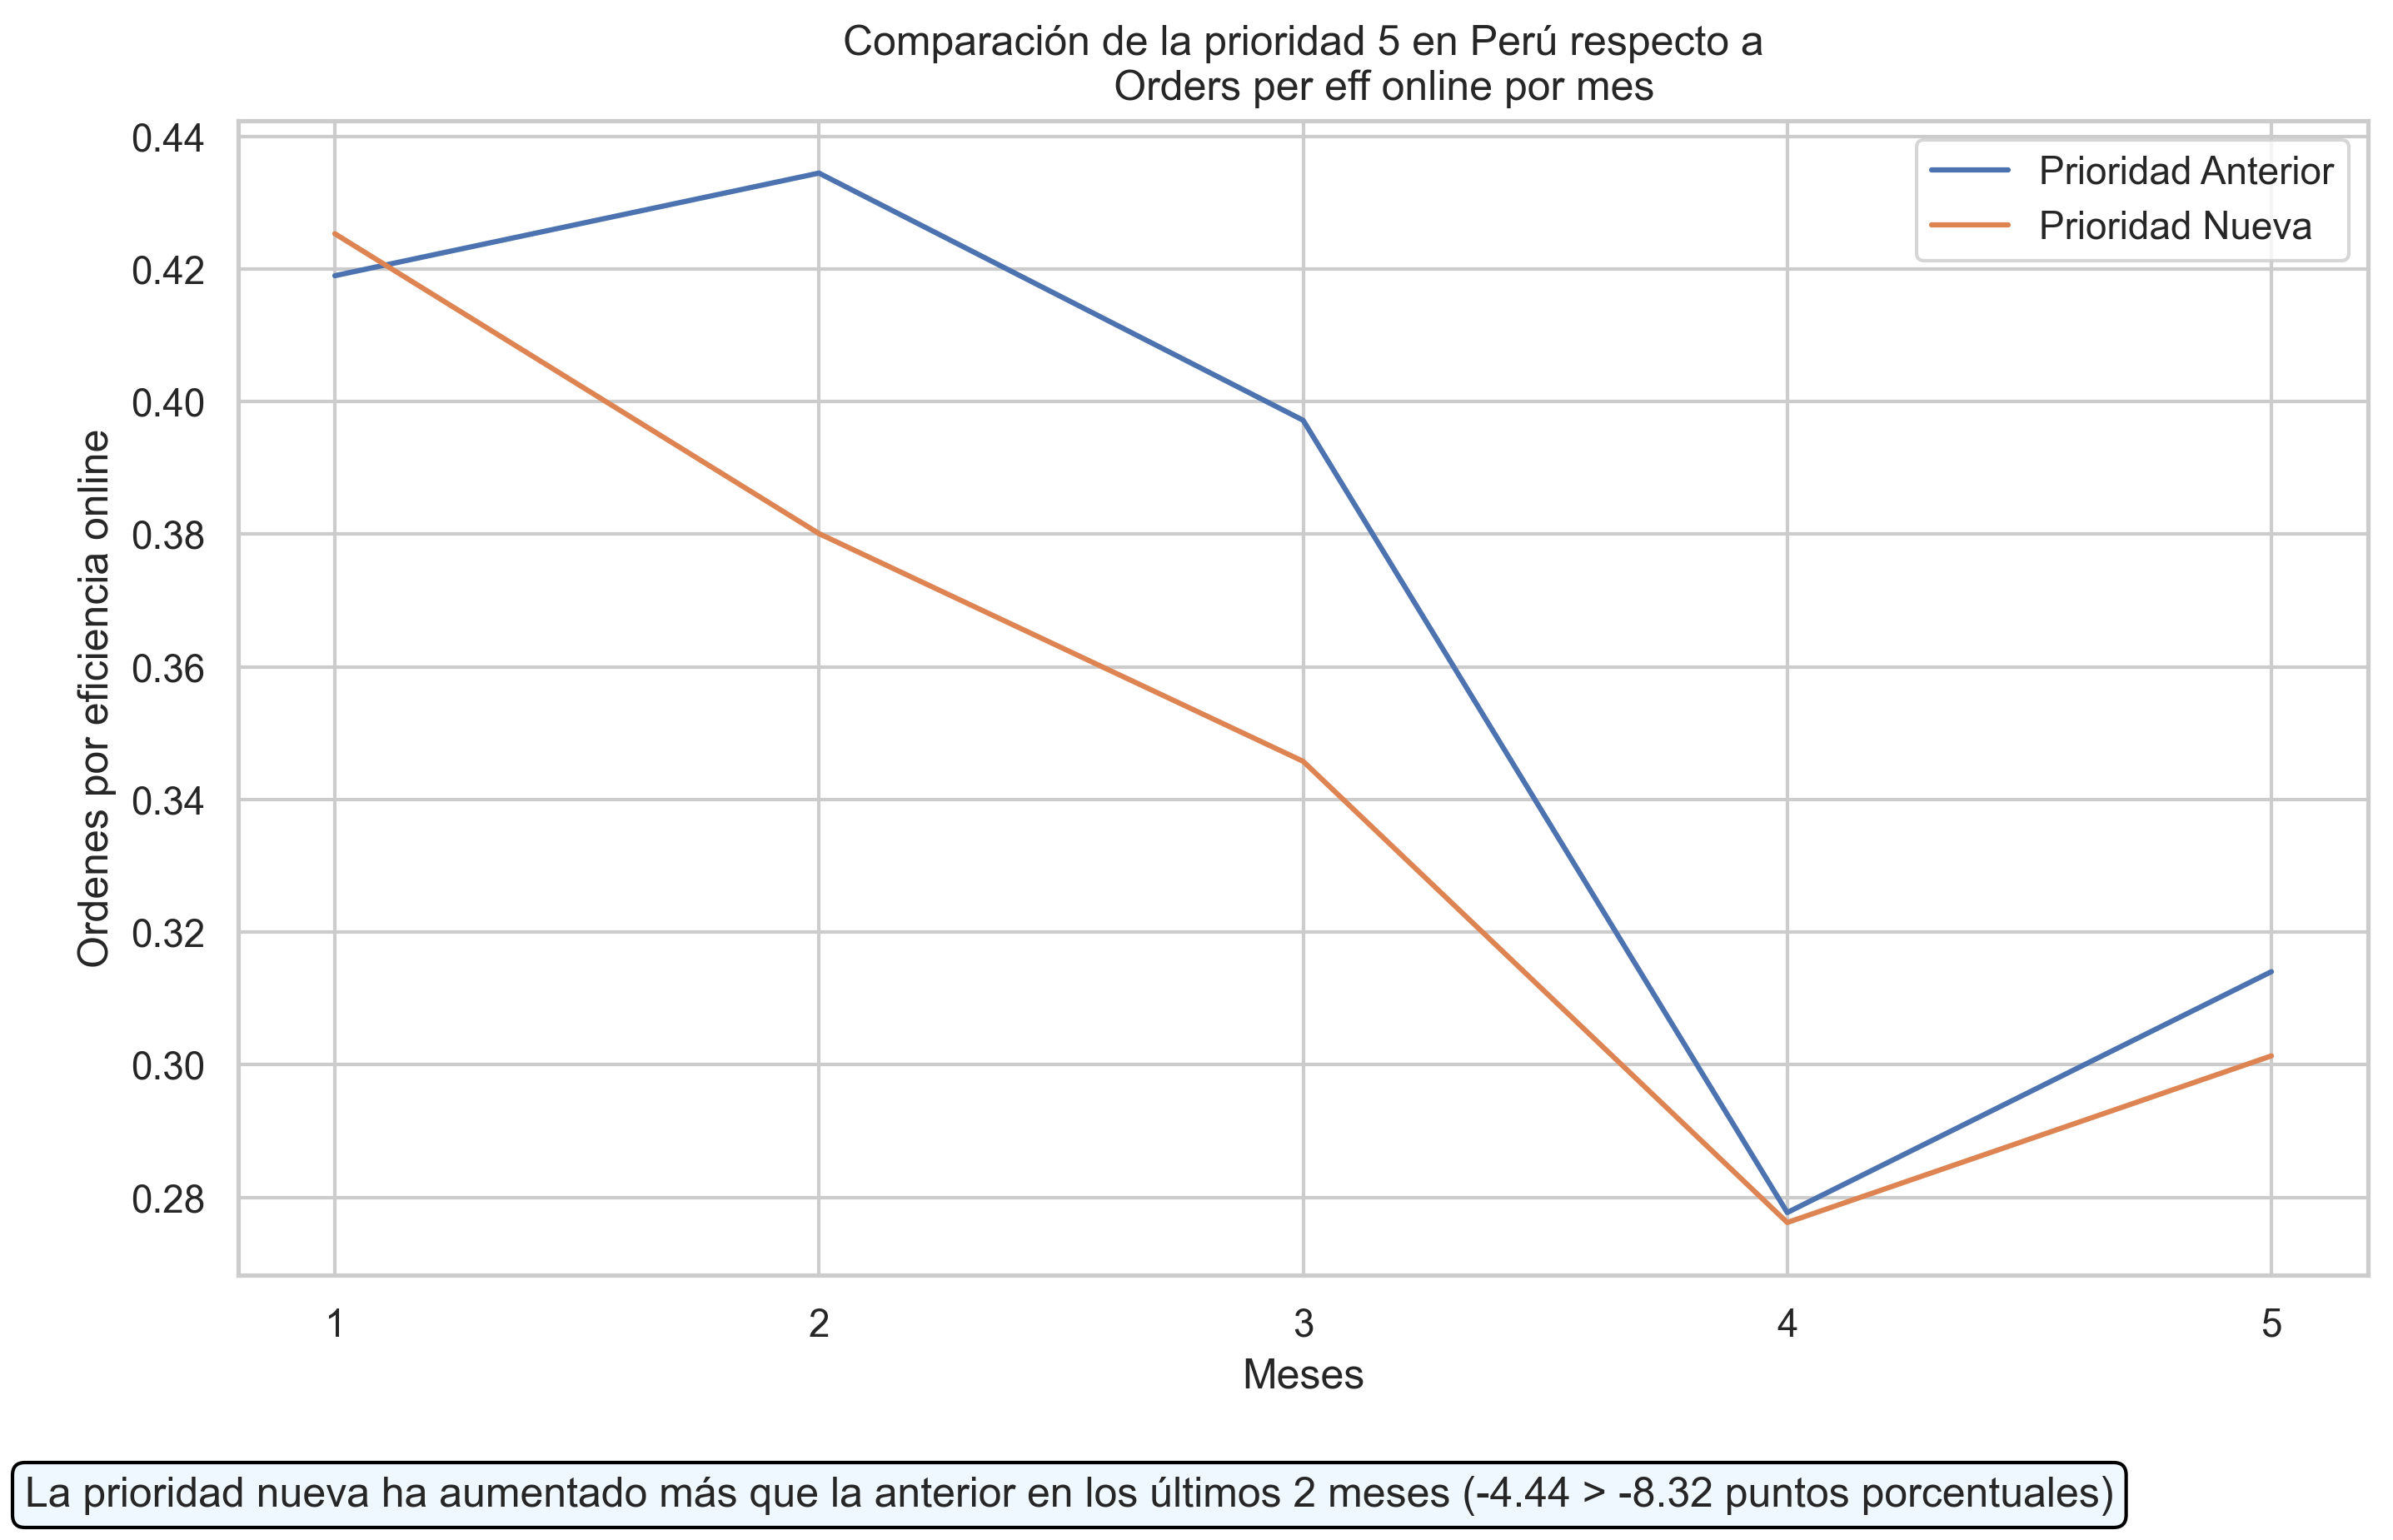 Comparación de la prioridad 5 en Perú respecto a
Orders per eff online por mes
Ordenes por eficiencia online
0.44
0.42
0.40
0.38
0.36
0.34
0.32
0.30
0.28
Prioridad Anterior
Prioridad Nueva
1 2 3 4 5
Meses
La prioridad nueva ha aumentado más que la anterior en los últimos 2 meses (-4.44 > -8.32 puntos porcentuales)